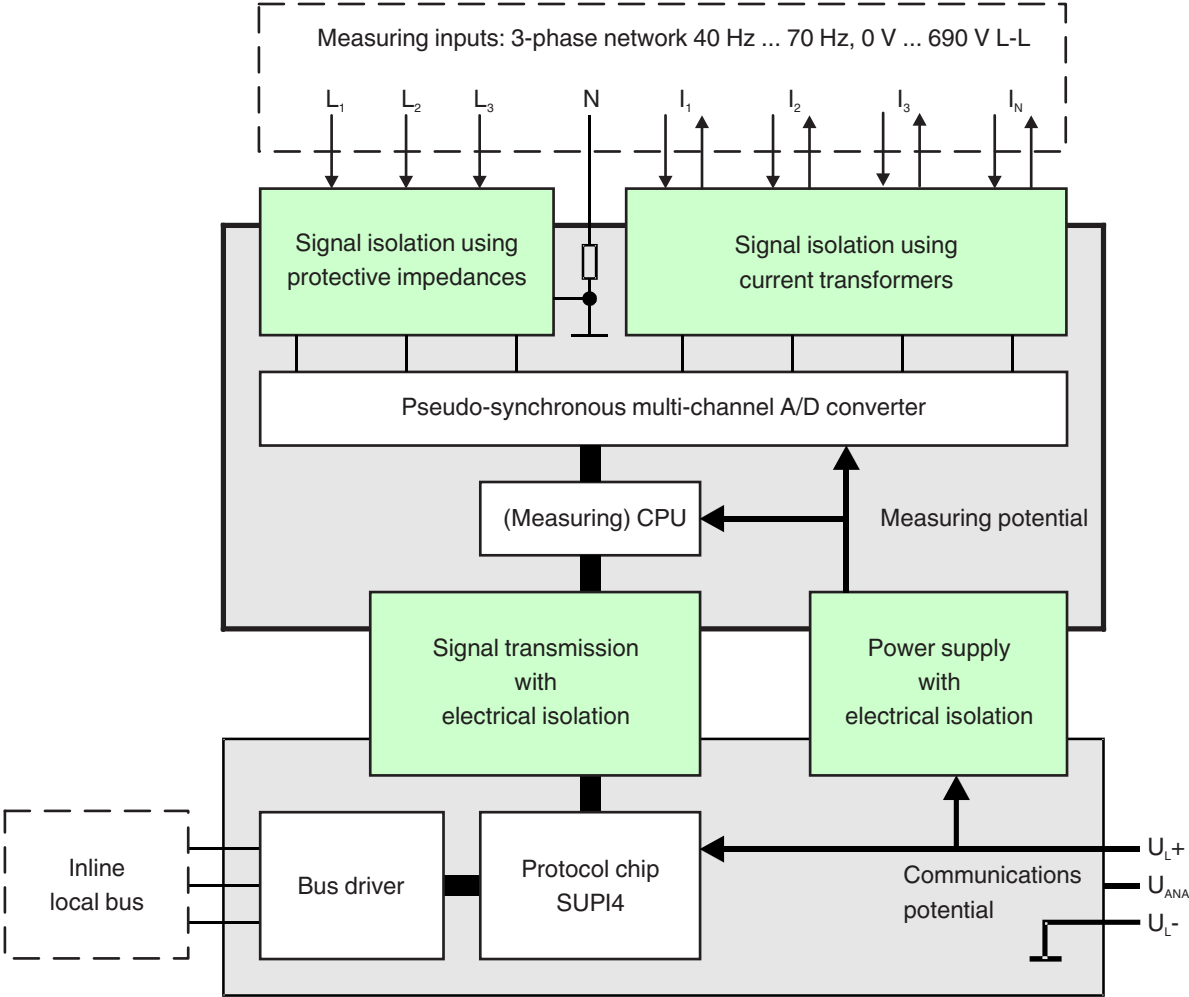 Measuring inputs: 3-phase network 40 Hz ... 70 Hz, 0 V ... 690 V L-L
L1 L2 L3 N I1 I2 I3 IN
Signal isolation using
protective impedances
Signal isolation using
current transformers
Pseudo-synchronous multi-channel A/D converter
(Measuring) CPU
Measuring potential
Signal transmission
with
electrical isolation
Power supply
with
electrical isolation
Inline
local bus
Bus driver
Protocol chip
SUPI4
Communications
potential
UL+
UANA
UL-